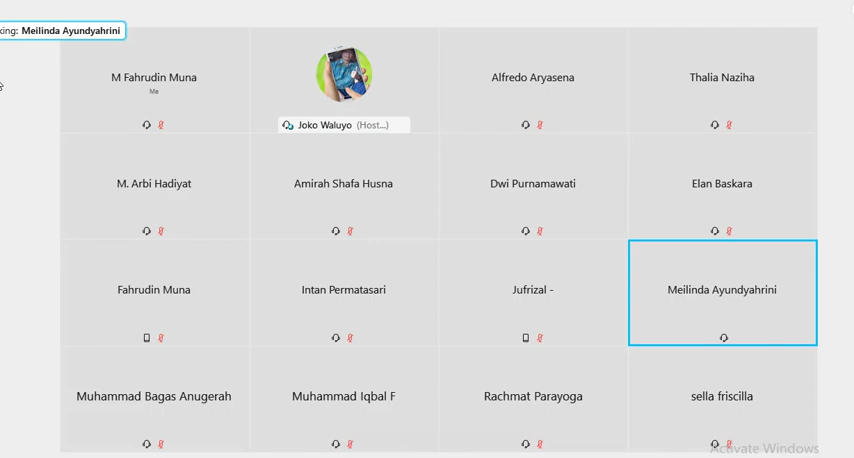 king: Meilinda Ayundyahrini
M Fahrudin Muna
Me
Joko Waluyo (Host...)
Alfredo Aryasena
Thalia Naziha
M. Arbi Hadiyat
Amirah Shafa Husna
Dwi Purnamawati
Elan Baskara
Fahrudin Muna
Intan Permatasari
Jufrizal -
Meilinda Ayundyahrini
Muhammad Bagas Anugerah
Muhammad Iqbal F
Rachmat Parayoga
sella friscilla
Activate Windows